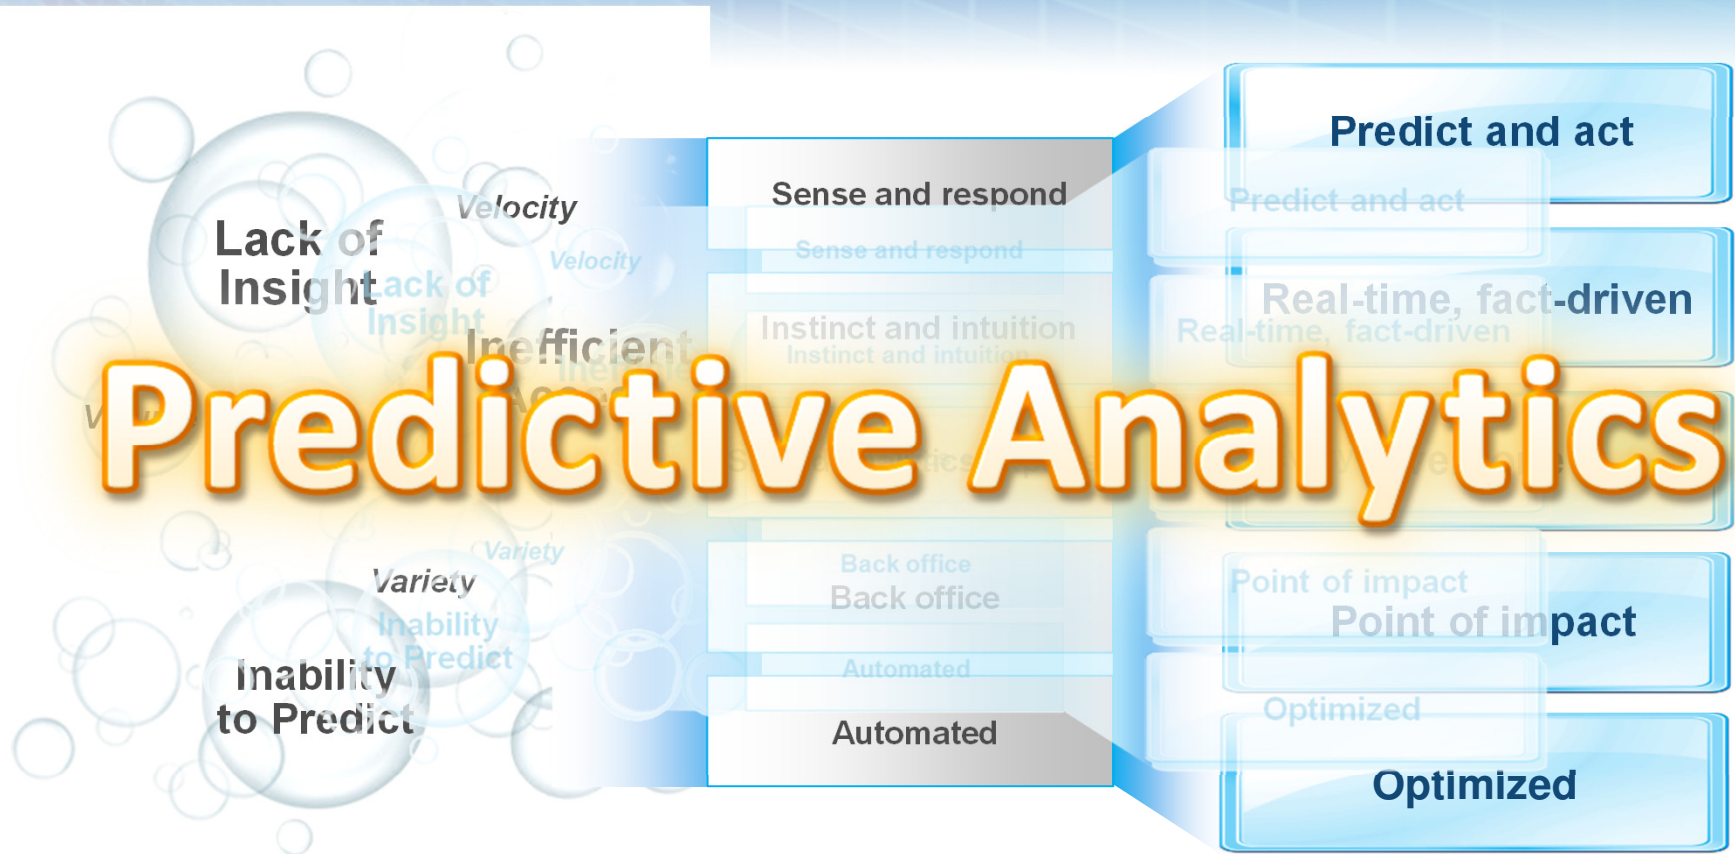 Predict and act
Sense and respond
Predict and act
Velocity
Lack of
Insight
Sense and respond
Velocity
Lack of
Insight
Real-time, fact-driven
Instinct and intuition
Real-time, fact-driven
Inefficient
Instinct and intuition
Predictive Analytics
Variety
Back office
Variety
Point of impact
Back office
Inability
to Predict
Point of impact
Inability
to Predict
Automated
Optimized
Automated
Optimized